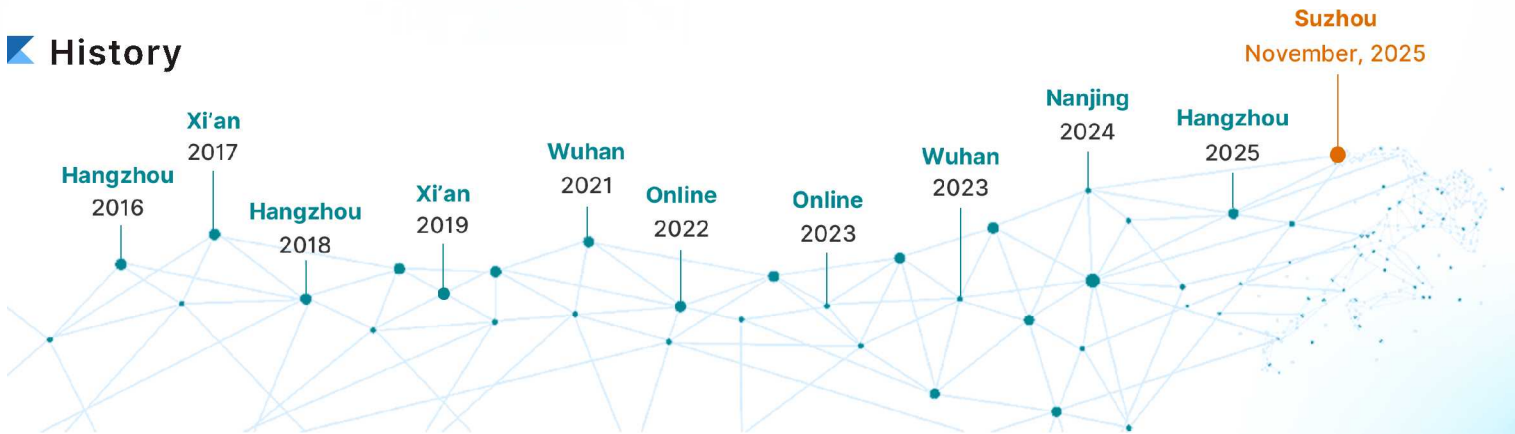 History
Hangzhou
2016
Xi'an
2017
Hangzhou
2018
Xi'an
2019
Wuhan
2021
Online
2022
Online
2023
Wuhan
2023
Nanjing
2024
Hangzhou
2025
Suzhou
November, 2025